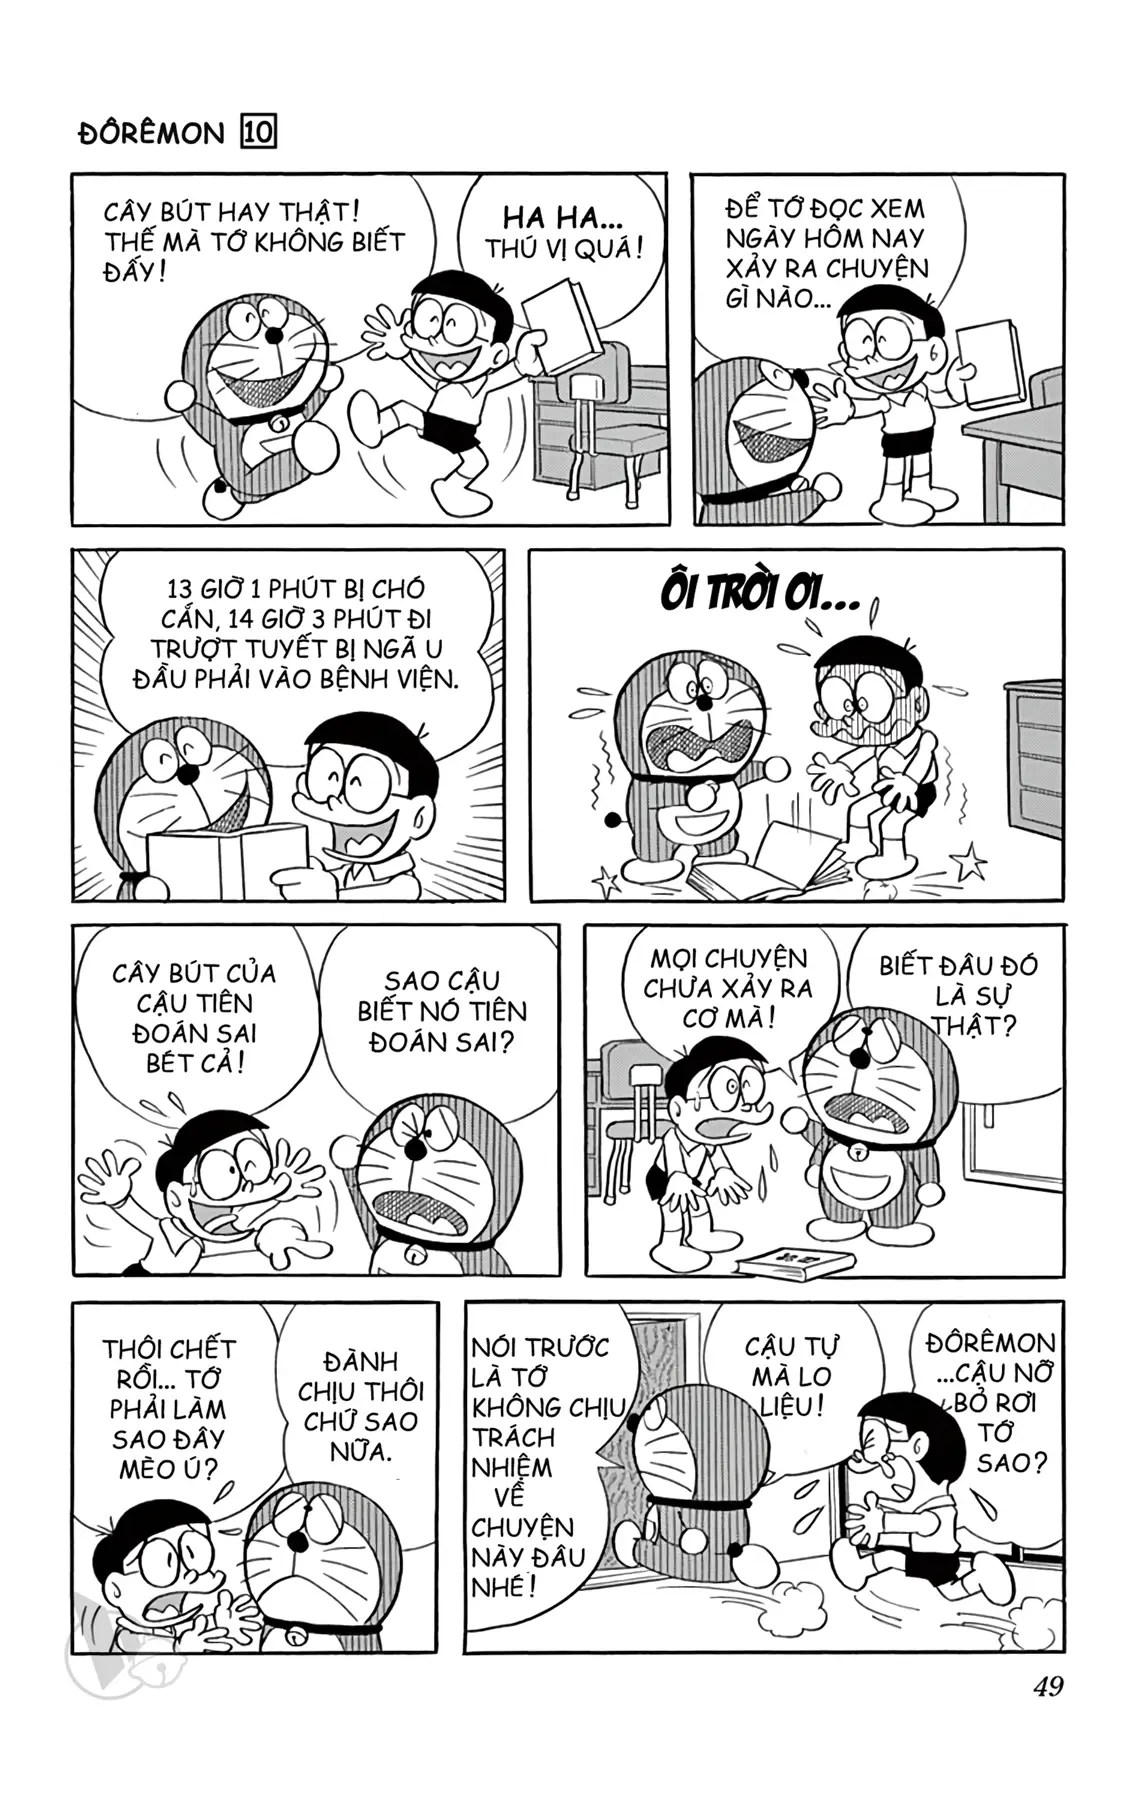 ĐÔRÊMON 10
CÂY BÚT HAY THẬT!
THẾ MÀ TỚ KHÔNG BIẾT
ĐẤY!
HA HA...
THÚ VỊ QUÁ!
ĐỂ TỚ ĐỌC XEM
NGÀY HÔM NAY
XẢY RA CHUYỆN
GÌ NÀO...
13 GIỜ 1 PHÚT BỊ CHÓ
CẮN, 14 GIỜ 3 PHÚT ĐI
TRƯỢT TUYẾT BỊ NGÃ U
ĐẦU PHẢI VÀO BỆNH VIỆN.
ÔI TRỜI ƠI...
CÂY BÚT CỦA
CẬU TIÊN
ĐOÁN SAI
BÉT CẢ!
SAO CẬU
BIẾT NÓ TIÊN
ĐOÁN SAI?
MỌI CHUYỆN
CHƯA XẢY RA
CƠ MÀ!
BIẾT ĐÂU ĐÓ
LÀ SỰ
THẬT?
THÔI CHẾT
RỒI... TỚ
PHẢI LÀM
SAO ĐÂY
MÈO Ú?
ĐÀNH
CHỊU THÔI
CHỨ SAO
NỮA.
NÓI TRƯỚC
LÀ TỚ
KHÔNG CHỊU
TRÁCH
NHIỆM
VỀ
CHUYỆN
NÀY ĐÂU
NHÉ!
CẬU TỰ
MÀ LO
LIỆU!
ĐÔRÊMON
...CẬU NỠ
BỎ RƠI
TỚ
SAO?
49